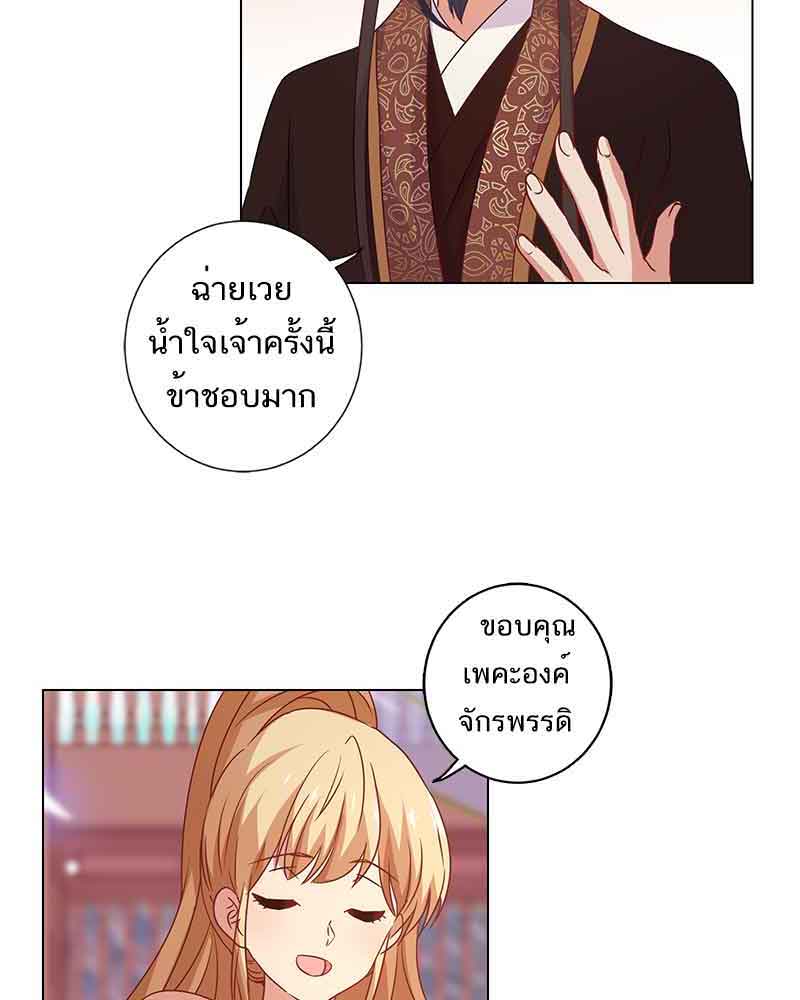 ฉ่ายเวย
น้ำใจเจ้าครั้งนี้
ข้าชอบมาก
ขอบคุณ
เพคะองค์
จักรพรรดิ